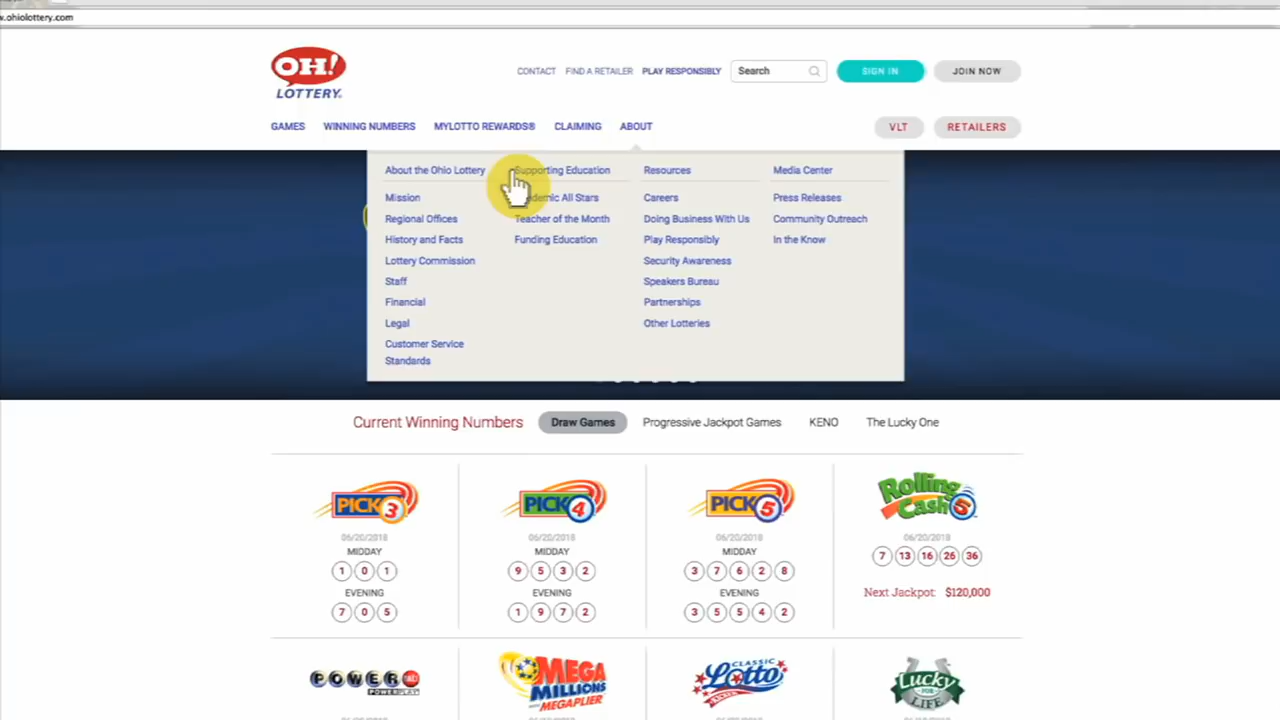 w.ohiolottery.com
OH!
LOTTERY.
CONTACT FIND A RETAILER PLAY RESPONSIBLY Search SIGN IN JOIN NOW
GAMES WINNING NUMBERS MYLOTTO REWARDS® CLAIMING ABOUT VLT RETAILERS
About the Ohio Lottery
Mission
Regional Offices
History and Facts
Lottery Commission
Staff
Financial
Legal
Customer Service
Standards
Supporting Education
All Stars
Teacher of the Month
Funding Education
Resources
Careers
Doing Business With Us
Play Responsibly
Security Awareness
Speakers Bureau
Partnerships
Other Lotteries
Media Center
Press Releases
Community Outreach
In the Know
Current Winning Numbers Draw Games Progressive Jackpot Games KENO The Lucky One
PICK 3
06/20/2018
MIDDAY
1 0 1
EVENING
7 0 5
PICK 4
06/20/2018
MIDDAY
9 5 3 2
EVENING
1 9 7 2
PICK 5
06/20/2018
MIDDAY
3 7 6 2 8
EVENING
3 5 5 4 2
Rolling
Cash 5
06/20/2018
7 13 16 26 36
Next Jackpot: $120,000
POWERBALL
POWER PLAY
MEGA
MILLIONS
WITH MEGAPLIER
CLASSIC
Lotto
KICKER
Lucky
FOR
LIFE